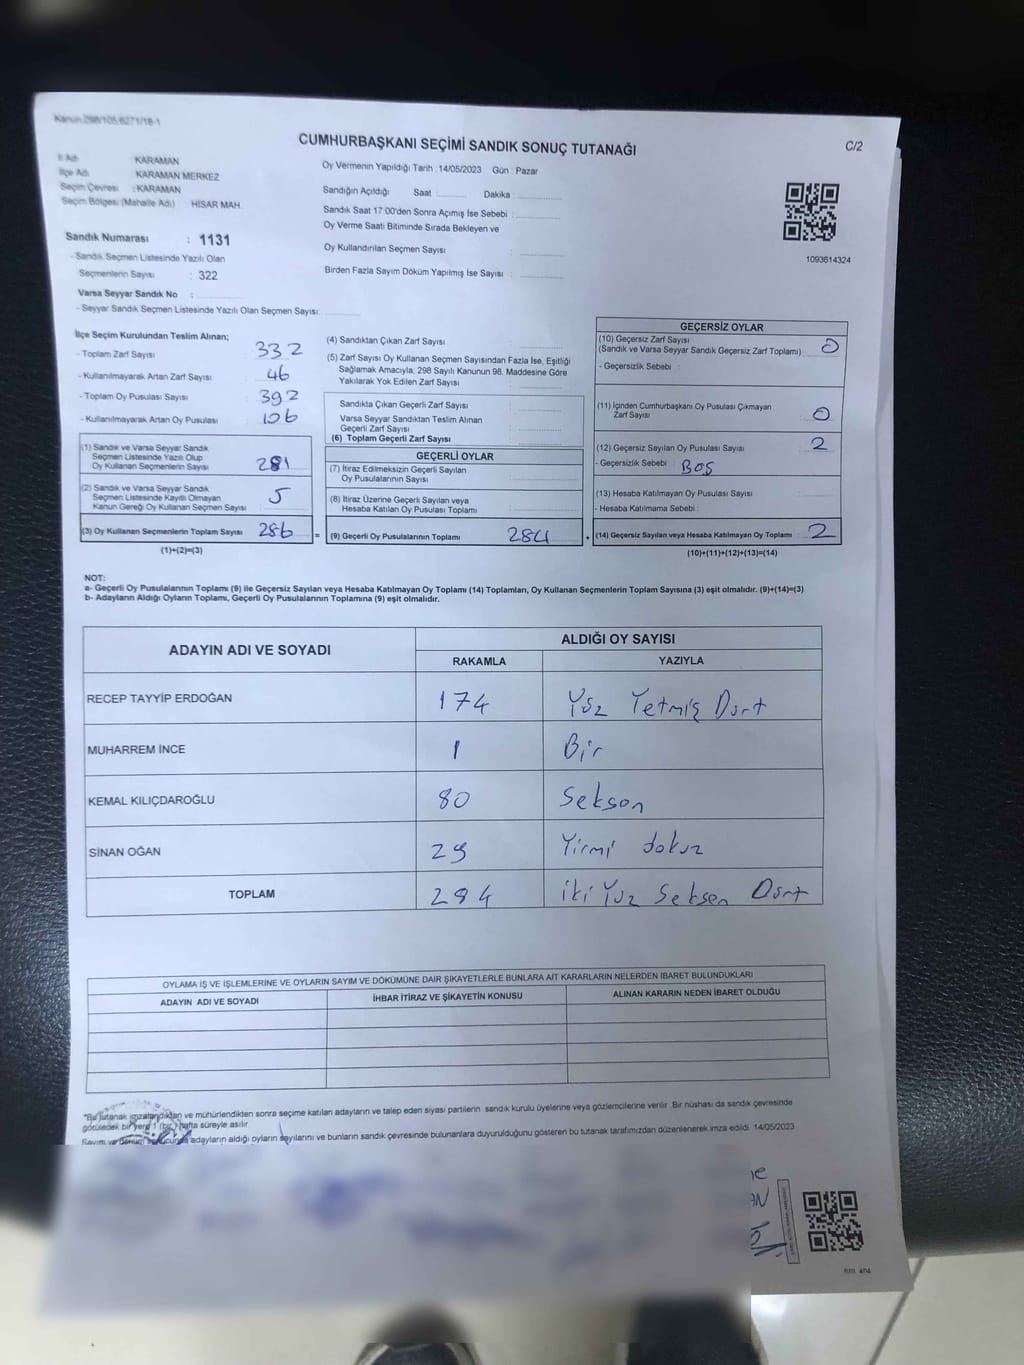 Kanun:298/105,6271/18-1
CUMHURBAŞKANI SEÇİMİ SANDIK SONUÇ TUTANAĞI
C/2
İl Adı : KARAMAN
İlçe Adı : KARAMAN MERKEZ
Seçim Çevresi : KARAMAN
Seçim Bölgesi (Mahalle Adı) : HİSAR MAH.
Oy Vermenin Yapıldığı Tarih :14/05/2023 Gün : Pazar
Sandığın Açıldığı Saat ........... Dakika ...........
Sandık Saat 17:00'den Sonra Açımış İse Sebebi : ...........
Oy Verme Saati Bitiminde Sırada Bekleyen ve
Oy Kullandırılan Seçmen Sayısı : ...........
Birden Fazla Sayım Döküm Yapılmış İse Sayısı : ...........
1093614324
Sandık Numarası : 1131
- Sandık Seçmen Listesinde Yazılı Olan
Seçmenlerin Sayısı : 322
Varsa Seyyar Sandık No : ...........
- Seyyar Sandık Seçmen Listesinde Yazılı Olan Seçmen Sayısı: ...........
İlçe Seçim Kurulundan Teslim Alınan;
- Toplam Zarf Sayısı 332
- Kullanılmayarak Artan Zarf Sayısı 46
- Toplam Oy Pusulası Sayısı 392
- Kullanılmayarak Artan Oy Pusulası 106
(1) Sandık ve Varsa Seyyar Sandık
Seçmen Listesinde Yazılı Olup
Oy Kullanan Seçmenlerin Sayısı 281
(2) Sandık ve Varsa Seyyar Sandık
Seçmen Listesinde Kayıtlı Olmayan
Kanun Gereği Oy Kullanan Seçmen Sayısı 5
(3) Oy Kullanan Seçmenlerin Toplam Sayısı 286
(1)+(2)=(3)
(4) Sandıktan Çıkan Zarf Sayısı : ...........
(5) Zarf Sayısı Oy Kullanan Seçmen Sayısından Fazla İse, Eşitliği
Sağlamak Amacıyla, 298 Sayılı Kanunun 98. Maddesine Göre
Yakılarak Yok Edilen Zarf Sayısı : ...........
Sandıkta Çıkan Geçerli Zarf Sayısı : ...........
Varsa Seyyar Sandıktan Teslim Alınan
Geçerli Zarf Sayısı : ...........
(6) Toplam Geçerli Zarf Sayısı : ...........
GEÇERLİ OYLAR
(7) İtiraz Edilmeksizin Geçerli Sayılan
Oy Pusulalarının Sayısı : ...........
(8) İtiraz Üzerine Geçerli Sayılan veya
Hesaba Katılan Oy Pusulası Toplamı : ...........
= (9) Geçerli Oy Pusulalarının Toplamı 284
GEÇERSİZ OYLAR
(10) Geçersiz Zarf Sayısı
(Sandık ve Varsa Seyyar Sandık Geçersiz Zarf Toplamı) : 0
- Geçersizlik Sebebi :
(11) İçinden Cumhurbaşkanı Oy Pusulası Çıkmayan
Zarf Sayısı : 0
(12) Geçersiz Sayılan Oy Pusulası Sayısı 2
- Geçersizlik Sebebi : BOŞ
(13) Hesaba Katılmayan Oy Pusulası Sayısı
- Hesaba Katılmama Sebebi :
+ (14) Geçersiz Sayılan veya Hesaba Katılmayan Oy Toplamı 2
(10)+(11)+(12)+(13)=(14)
NOT:
a- Geçerli Oy Pusulalarının Toplamı (9) ile Geçersiz Sayılan veya Hesaba Katılmayan Oy Toplamı (14) Toplamları, Oy Kullanan Seçmenlerin Toplam Sayısına (3) eşit olmalıdır. (9)+(14)=(3)
b- Adayların Aldığı Oyların Toplamı, Geçerli Oy Pusulalarının Toplamına (9) eşit olmalıdır.
ADAYIN ADI VE SOYADI ALDIĞI OY SAYISI
RAKAMLA YAZIYLA
RECEP TAYYİP ERDOĞAN 174 Yüz Yetmiş Dört
MUHARREM İNCE 1 Bir
KEMAL KILIÇDAROĞLU 80 Seksen
SİNAN OĞAN 29 Yirmi dokuz
TOPLAM 284 İki Yüz Seksen Dört
OYLAMA İŞ VE İŞLEMLERİNE VE OYLARIN SAYIM VE DÖKÜMÜNE DAİR ŞİKAYETLERLE BUNLARA AİT KARARLARIN NELERDEN İBARET BULUNDUKLARI
ADAYIN ADI VE SOYADI İHBAR İTİRAZ VE ŞİKAYETİN KONUSU ALINAN KARARIN NEDEN İBARET OLDUĞU
*Bu tutanak imzalandıktan ve mühürlendikten sonra seçime katılan adayların ve talep eden siyasi partilerin sandık kurulu üyelerine veya gözlemcilerine verilir. Bir nüshası da sandık çevresinde
görülecek bir yere 1 (bir) hafta süreyle asılır.
Sayım ve döküm sonucunda adayların aldığı oyların sayılarını ve bunların sandık çevresinde bulunanlara duyurulduğunu gösteren bu tutanak tarafımızdan düzenlenerek imza edildi. 14/05/2023